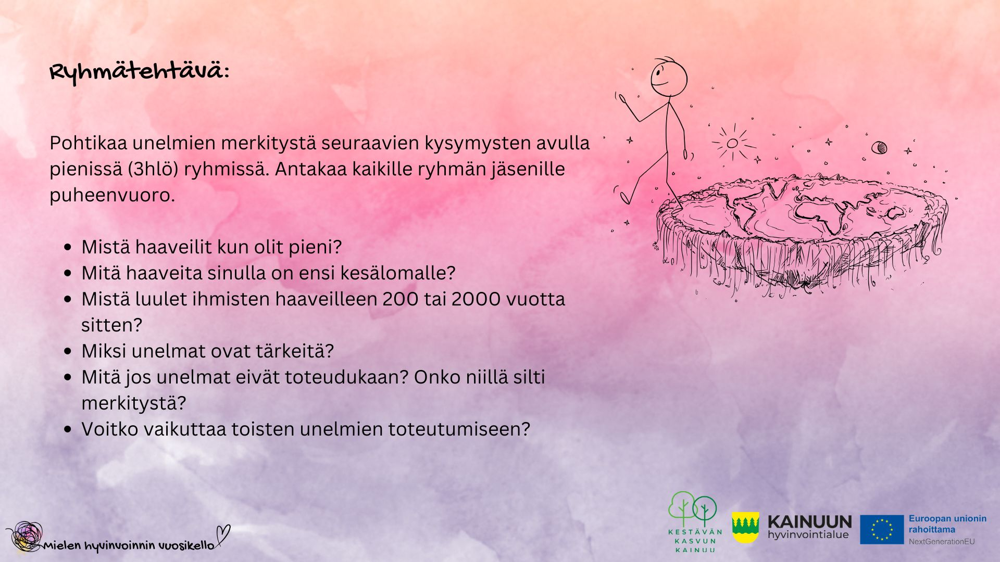 Ryhmätehtävä:
Pohtikaa unelmien merkitystä seuraavien kysymysten avulla
pienissä (3hlö) ryhmissä. Antakaa kaikille ryhmän jäsenille
puheenvuoro.
• Mistä haaveilit kun olit pieni?
• Mitä haaveita sinulla on ensi kesälomalle?
• Mistä luulet ihmisten haaveilleen 200 tai 2000 vuotta
sitten?
• Miksi unelmat ovat tärkeitä?
• Mitä jos unelmat eivät toteudukaan? Onko niillä silti
merkitystä?
• Voitko vaikuttaa toisten unelmien toteutumiseen?
Mielen hyvinvoinnin vuosikello
KESTÄVÄN
KASVUN
KAINUU
KAINUUN
hyvinvointialue
Euroopan unionin
rahoittama
NextGenerationEU